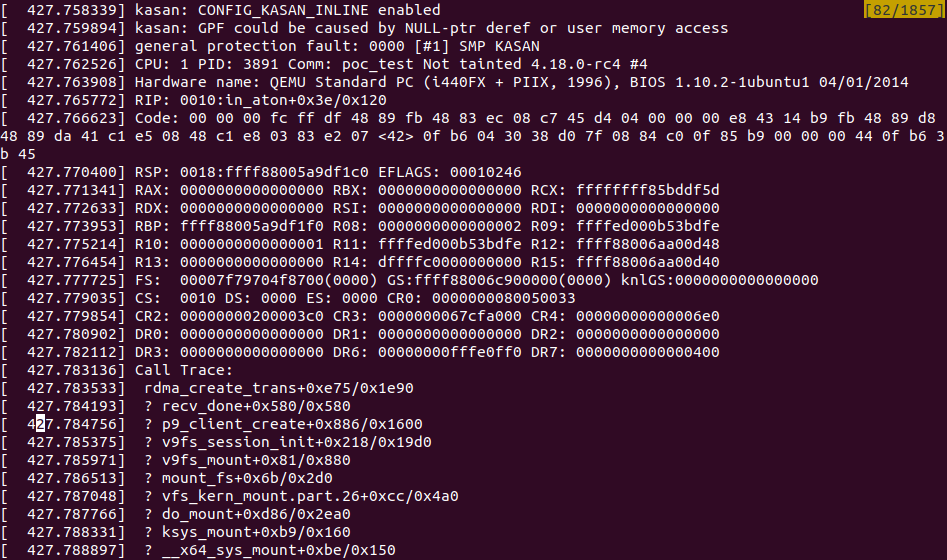 [  427.758339] kasan: CONFIG_KASAN_INLINE enabled [82/1857]
[  427.759894] kasan: GPF could be caused by NULL-ptr deref or user memory access
[  427.761406] general protection fault: 0000 [#1] SMP KASAN
[  427.762526] CPU: 1 PID: 3891 Comm: poc_test Not tainted 4.18.0-rc4 #4
[  427.763908] Hardware name: QEMU Standard PC (i440FX + PIIX, 1996), BIOS 1.10.2-1ubuntu1 04/01/2014
[  427.765772] RIP: 0010:in_aton+0x3e/0x120
[  427.766623] Code: 00 00 00 fc ff df 48 89 fb 48 83 ec 08 c7 45 d4 04 00 00 00 e8 43 14 b9 fb 48 89 d8
48 89 da 41 c1 e5 08 48 c1 e8 03 83 e2 07 <42> 0f b6 04 30 38 d0 7f 08 84 c0 0f 85 b9 00 00 00 44 0f b6 3
b 45
[  427.770400] RSP: 0018:ffff88005a9df1c0 EFLAGS: 00010246
[  427.771341] RAX: 0000000000000000 RBX: 0000000000000000 RCX: ffffffff85bddf5d
[  427.772633] RDX: 0000000000000000 RSI: 0000000000000000 RDI: 0000000000000000
[  427.773953] RBP: ffff88005a9df1f0 R08: 0000000000000002 R09: ffffed000b53bdfe
[  427.775214] R10: 0000000000000001 R11: ffffed000b53bdfe R12: ffff88006aa00d48
[  427.776454] R13: 0000000000000000 R14: dffffc0000000000 R15: ffff88006aa00d40
[  427.777725] FS:  00007f79704f8700(0000) GS:ffff88006c900000(0000) knlGS:0000000000000000
[  427.779035] CS:  0010 DS: 0000 ES: 0000 CR0: 0000000080050033
[  427.779854] CR2: 00000000200003c0 CR3: 0000000067cfa000 CR4: 00000000000006e0
[  427.780902] DR0: 0000000000000000 DR1: 0000000000000000 DR2: 0000000000000000
[  427.782112] DR3: 0000000000000000 DR6: 00000000fffe0ff0 DR7: 0000000000000400
[  427.783136] Call Trace:
[  427.783533]  rdma_create_trans+0xe75/0x1e90
[  427.784193]  ? recv_done+0x580/0x580
[  427.784756]  ? p9_client_create+0x886/0x1600
[  427.785375]  ? v9fs_session_init+0x218/0x19d0
[  427.785971]  ? v9fs_mount+0x81/0x880
[  427.786513]  ? mount_fs+0x6b/0x2d0
[  427.787048]  ? vfs_kern_mount.part.26+0xcc/0x4a0
[  427.787766]  ? do_mount+0xd86/0x2ea0
[  427.788331]  ? ksys_mount+0xb9/0x160
[  427.788897]  ? __x64_sys_mount+0xbe/0x150